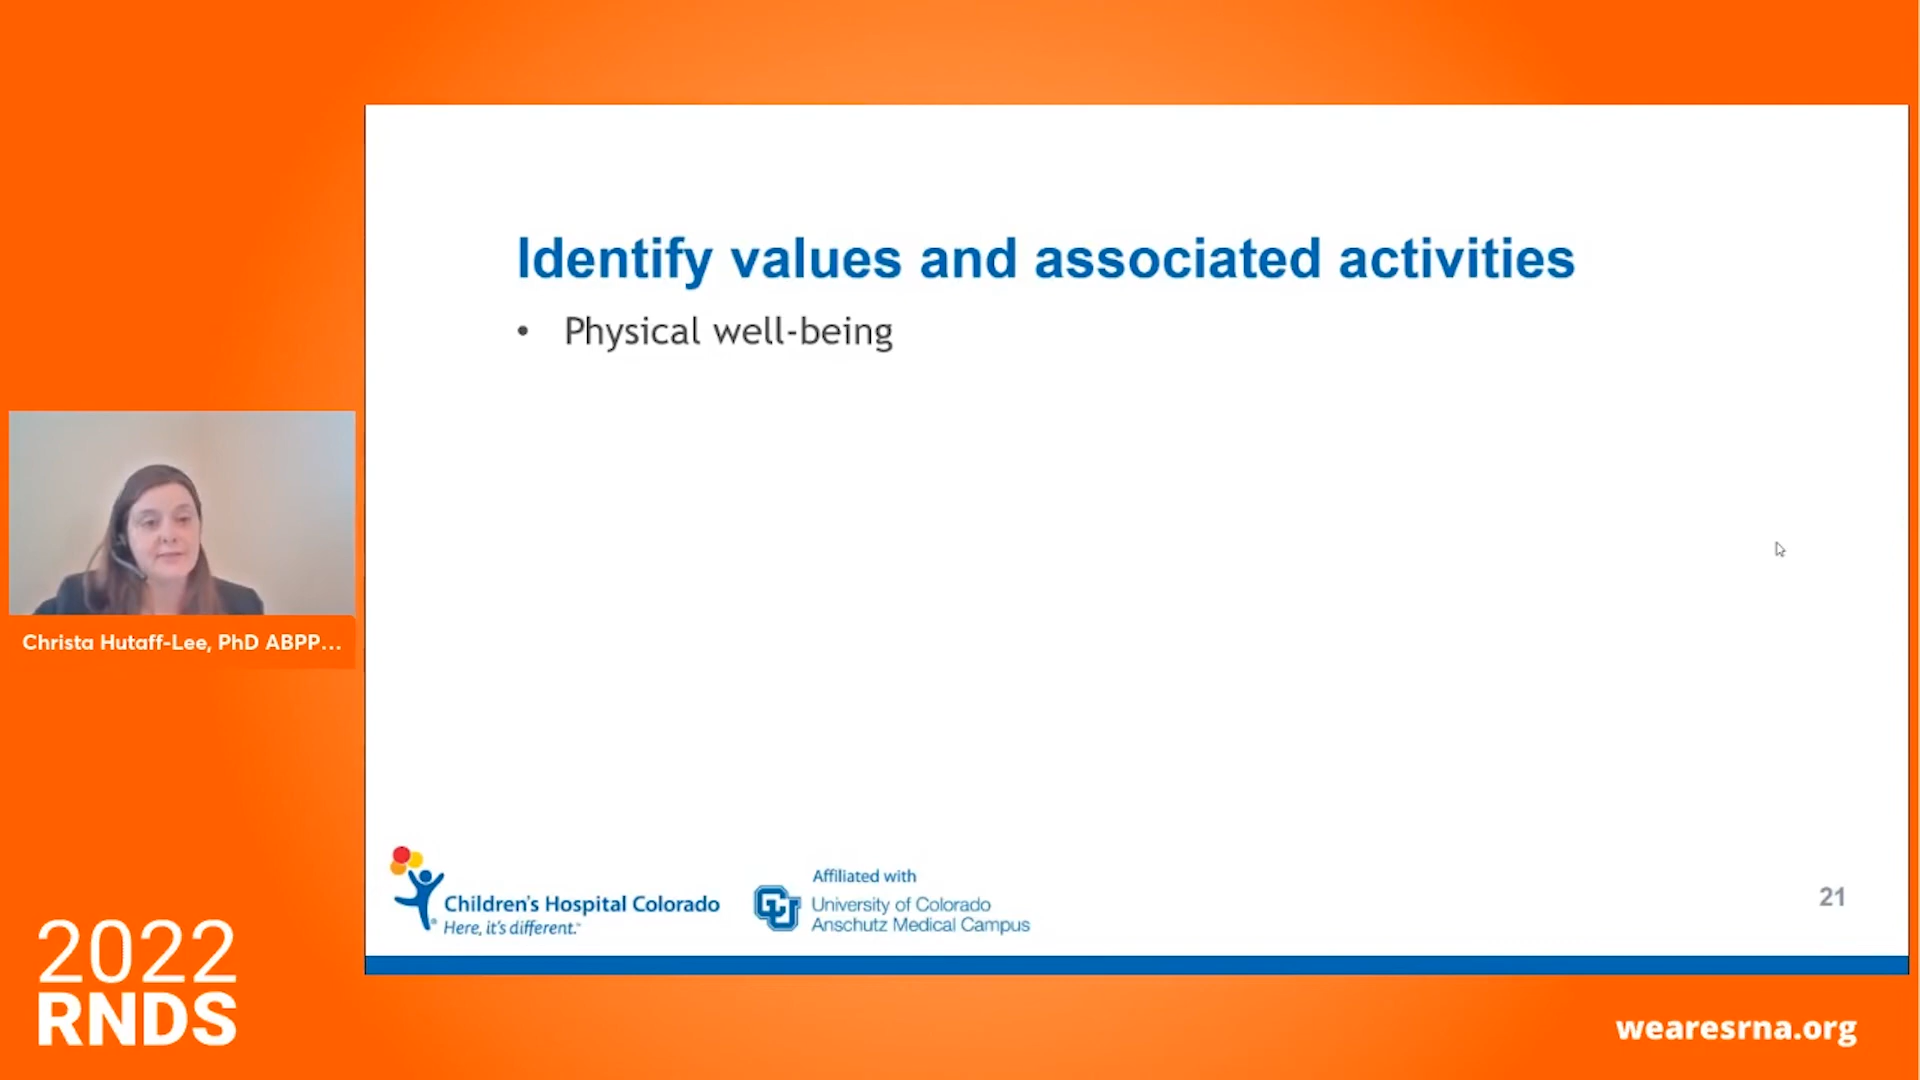 Identify values and associated activities
• Physical well-being
Christa Hutaff-Lee, PhD ABPP...
Children's Hospital Colorado
Here, it's different.™
Affiliated with
University of Colorado
Anschutz Medical Campus
21
2022
RNDS
wearesrna.org